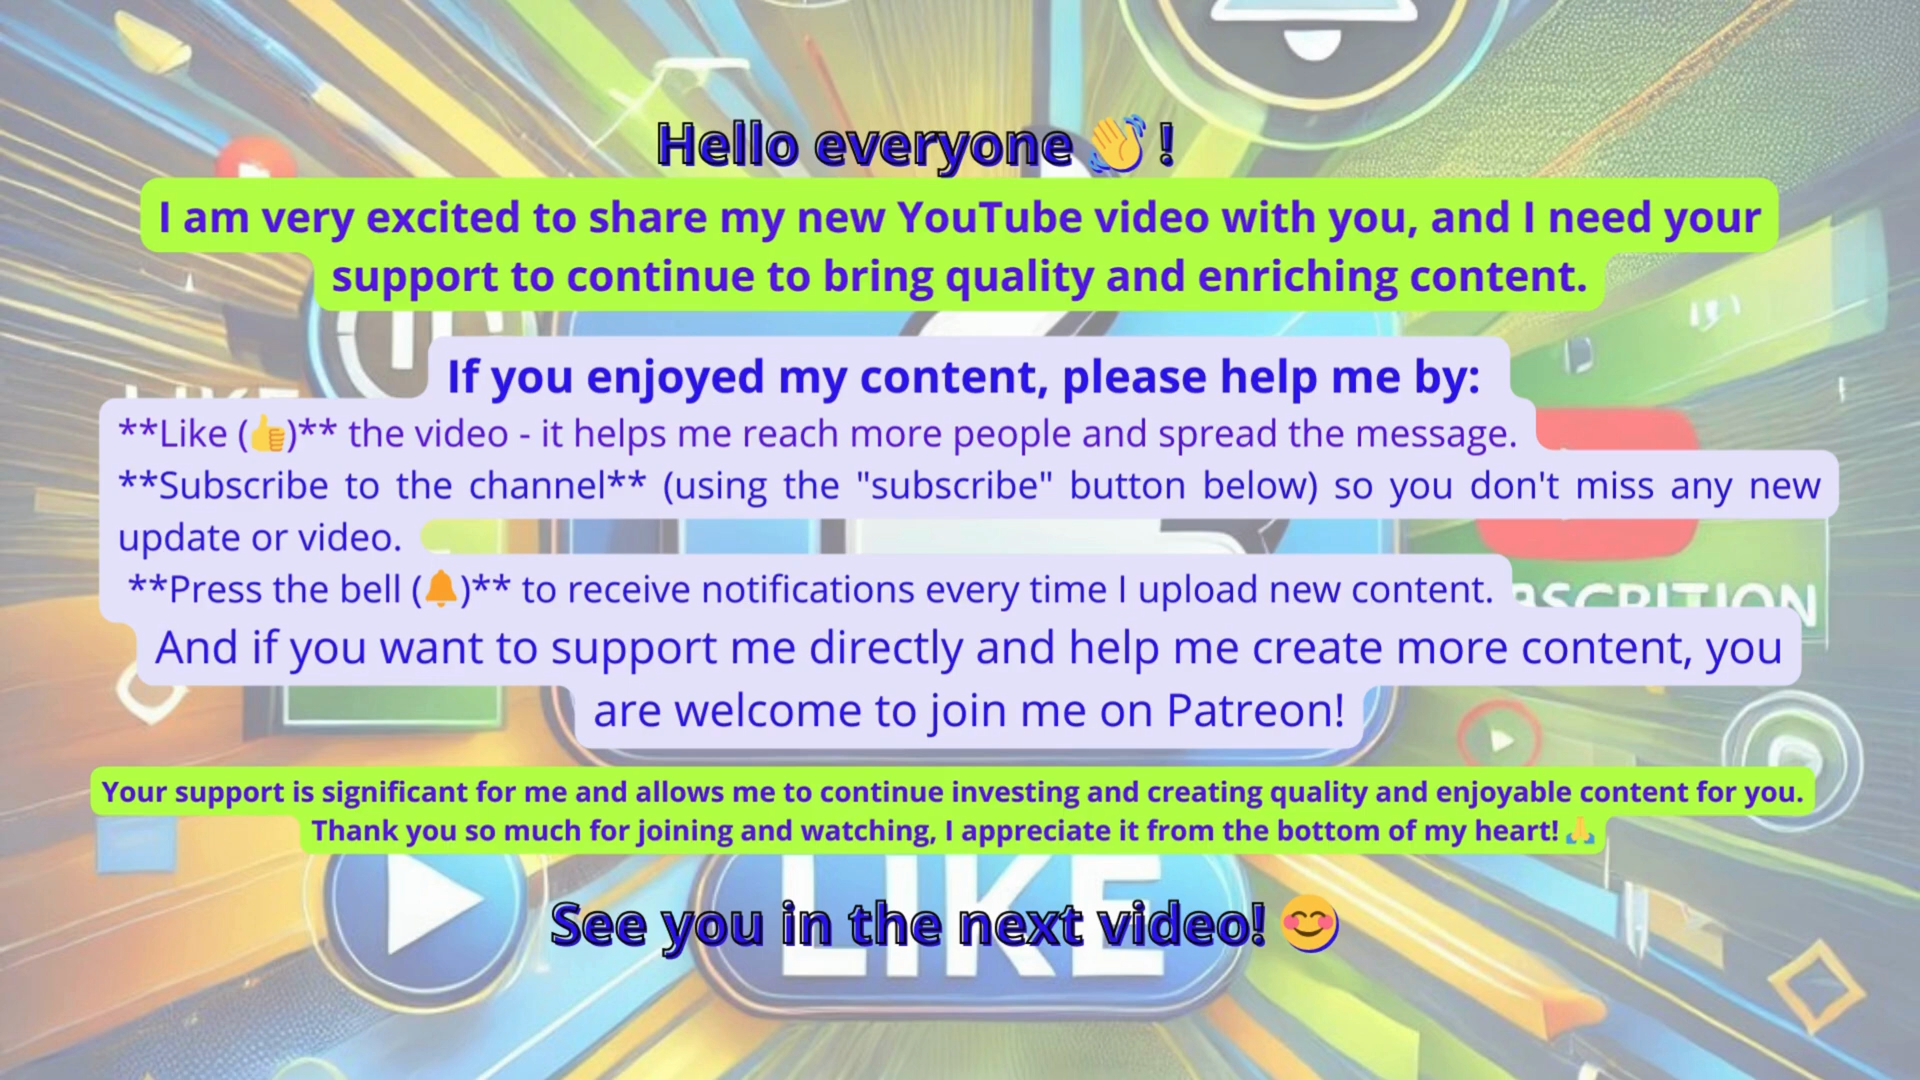 Hello everyone 👋 !
I am very excited to share my new YouTube video with you, and I need your
support to continue to bring quality and enriching content.
If you enjoyed my content, please help me by:
**Like (👍)** the video - it helps me reach more people and spread the message.
**Subscribe to the channel** (using the "subscribe" button below) so you don't miss any new
update or video.
**Press the bell (🔔)** to receive notifications every time I upload new content.
And if you want to support me directly and help me create more content, you
are welcome to join me on Patreon!
Your support is significant for me and allows me to continue investing and creating quality and enjoyable content for you.
Thank you so much for joining and watching, I appreciate it from the bottom of my heart! 🙏
See you in the next video! 😊
LIKE